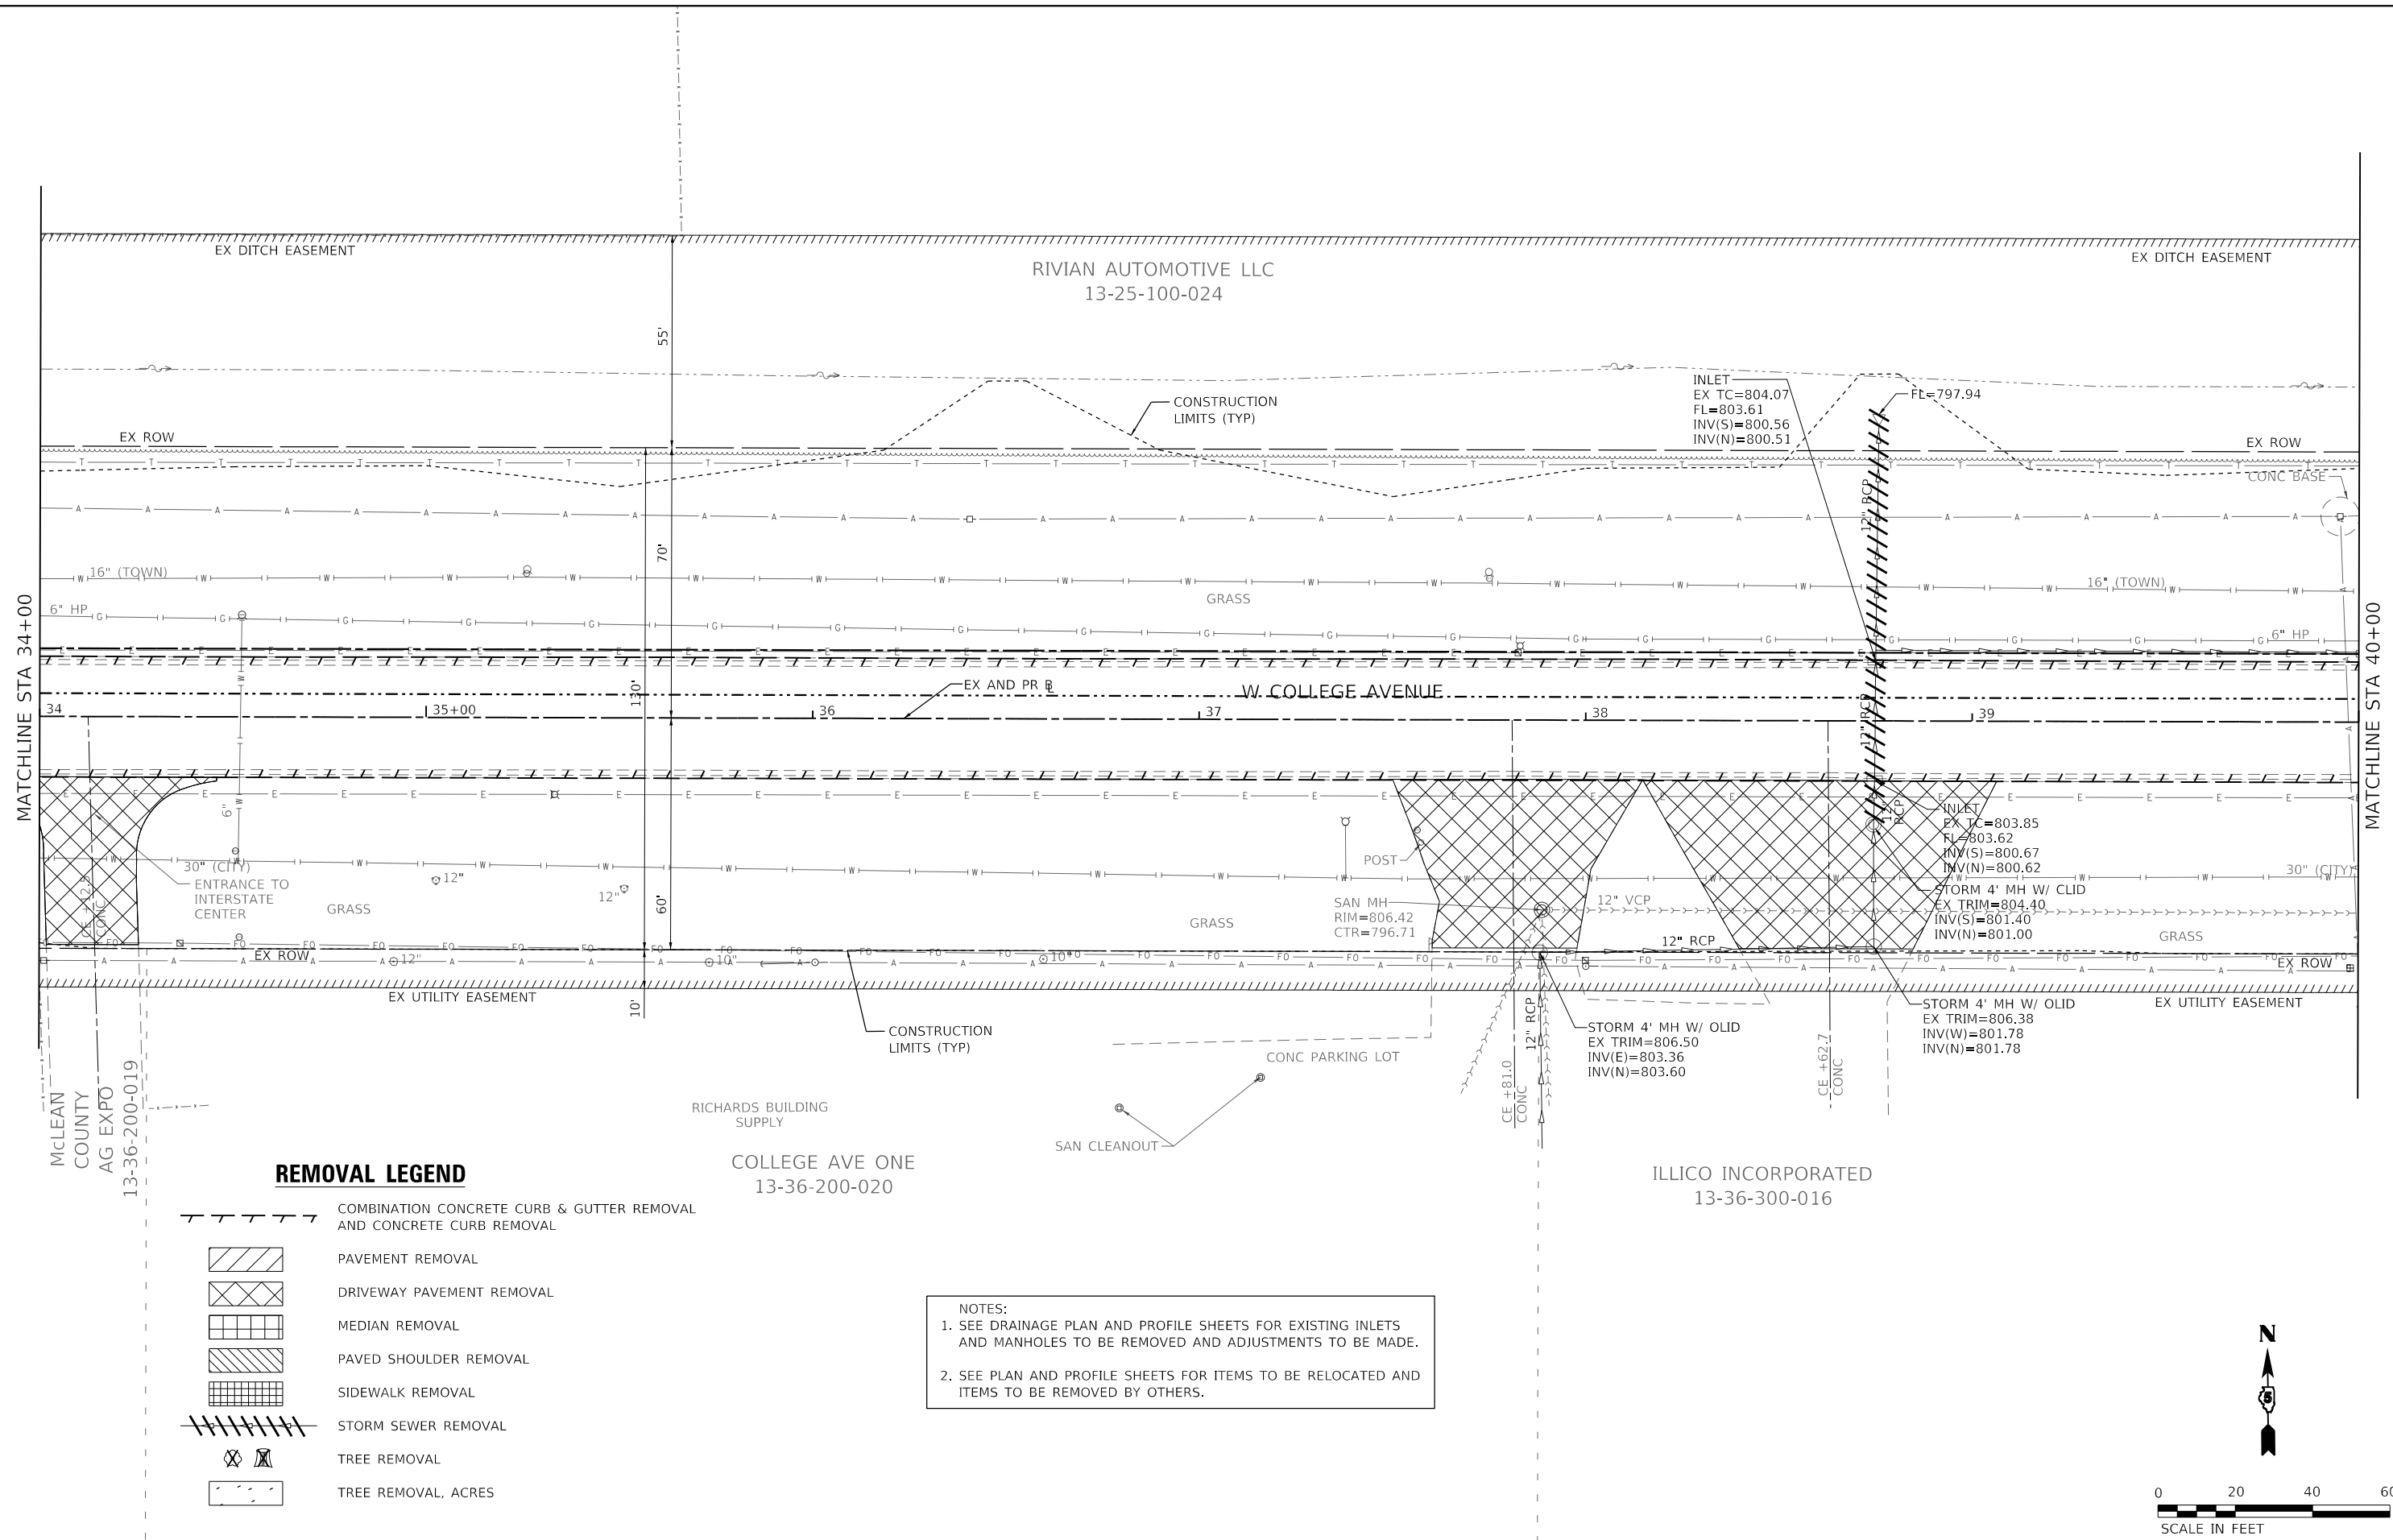 EX DITCH EASEMENT
EX DITCH EASEMENT
RIVIAN AUTOMOTIVE LLC
13-25-100-024
55'
CONSTRUCTION
LIMITS (TYP)
INLET
EX TC=804.07
FL=803.61
INV(S)=800.56
INV(N)=800.51
FL=797.94
EX ROW
EX ROW
CONC BASE
12" RCP
70'
16" (TOWN)
16" (TOWN)
GRASS
6" HP
6" HP
MATCHLINE STA 34+00
MATCHLINE STA 40+00
130'
EX AND PR
W COLLEGE AVENUE
34
35+00
36
37
38
39
12" RCP
6"
30" (CITY)
ENTRANCE TO
INTERSTATE
CENTER
CE +12.9
CONC
12"
12"
GRASS
60'
GRASS
POST
SAN MH
RIM=806.42
CTR=796.71
12" VCP
12" RCP
INLET
EX TC=803.85
FL=803.62
INV(S)=800.67
INV(N)=800.62
30" (CITY)
STORM 4' MH W/ CLID
EX TRIM=804.40
INV(S)=801.40
INV(N)=801.00
12" RCP
GRASS
EX ROW
12"
10"
10"
EX ROW
EX UTILITY EASEMENT
EX UTILITY EASEMENT
10'
CONSTRUCTION
LIMITS (TYP)
12" RCP
STORM 4' MH W/ OLID
EX TRIM=806.50
INV(E)=803.36
INV(N)=803.60
STORM 4' MH W/ OLID
EX TRIM=806.38
INV(W)=801.78
INV(N)=801.78
CONC PARKING LOT
CE +81.0
CONC
CE +62.7
CONC
McLEAN
COUNTY
AG EXPO
13-36-200-019
RICHARDS BUILDING
SUPPLY
SAN CLEANOUT
COLLEGE AVE ONE
13-36-200-020
ILLICO INCORPORATED
13-36-300-016
REMOVAL LEGEND
COMBINATION CONCRETE CURB & GUTTER REMOVAL
AND CONCRETE CURB REMOVAL
PAVEMENT REMOVAL
DRIVEWAY PAVEMENT REMOVAL
MEDIAN REMOVAL
PAVED SHOULDER REMOVAL
SIDEWALK REMOVAL
STORM SEWER REMOVAL
TREE REMOVAL
TREE REMOVAL, ACRES
NOTES:
1. SEE DRAINAGE PLAN AND PROFILE SHEETS FOR EXISTING INLETS
AND MANHOLES TO BE REMOVED AND ADJUSTMENTS TO BE MADE.
2. SEE PLAN AND PROFILE SHEETS FOR ITEMS TO BE RELOCATED AND
ITEMS TO BE REMOVED BY OTHERS.
N
5
0 20 40 60
SCALE IN FEET